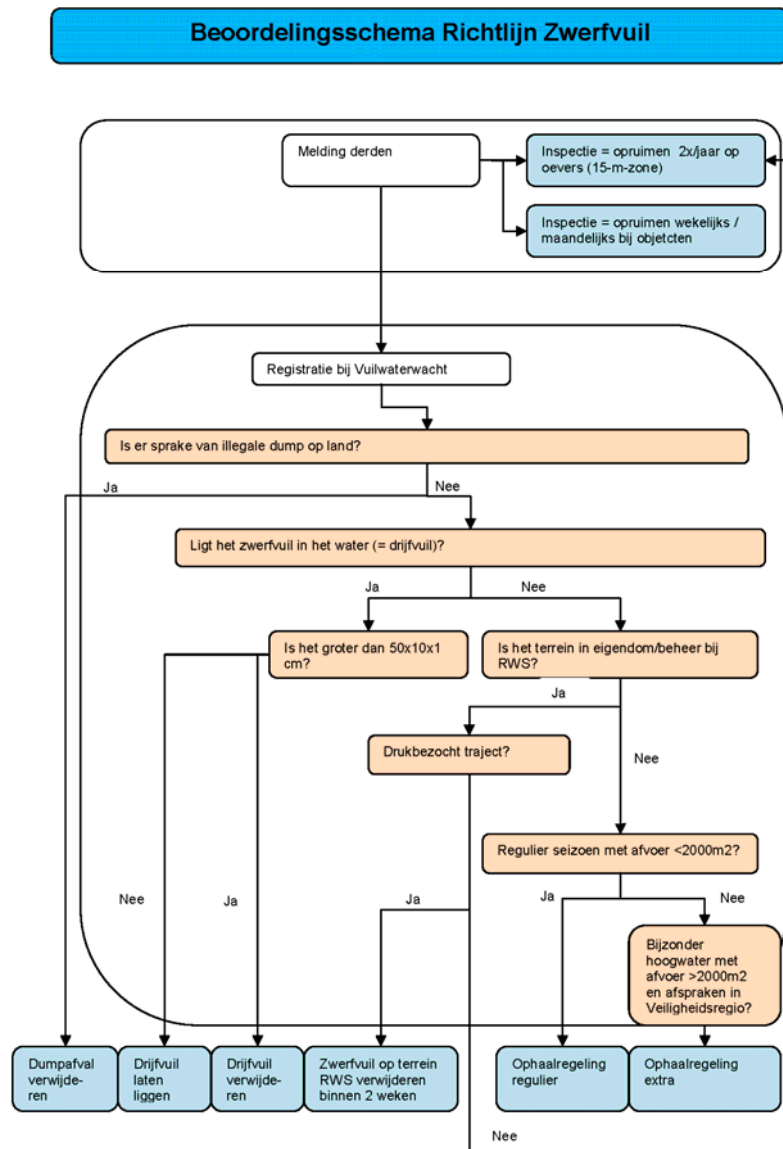 Beoordelingsschema Richtlijn Zwerfvuil
Melding derden
Inspectie = opruimen 2x/jaar op
oevers (15-m-zone)
Inspectie = opruimen wekelijks /
maandelijks bij objetcten
Registratie bij Vuilwaterwacht
Is er sprake van illegale dump op land?
Ja
Nee
Ligt het zwerfvuil in het water (= drijfvuil)?
Ja
Nee
Is het groter dan 50x10x1
cm?
Is het terrein in eigendom/beheer bij
RWS?
Ja
Drukbezocht traject?
Nee
Regulier seizoen met afvoer <2000m2?
Nee
Ja
Ja
Ja
Nee
Bijzonder
hoogwater met
afvoer >2000m2
en afspraken in
Veiligheidsregio?
Dumpafval
verwijde-
ren
Drijfvuil
laten
liggen
Drijfvuil
verwijde-
ren
Zwerfvuil op terrein
RWS verwijderen
binnen 2 weken
Ophaalregeling
regulier
Ophaalregeling
extra
Nee